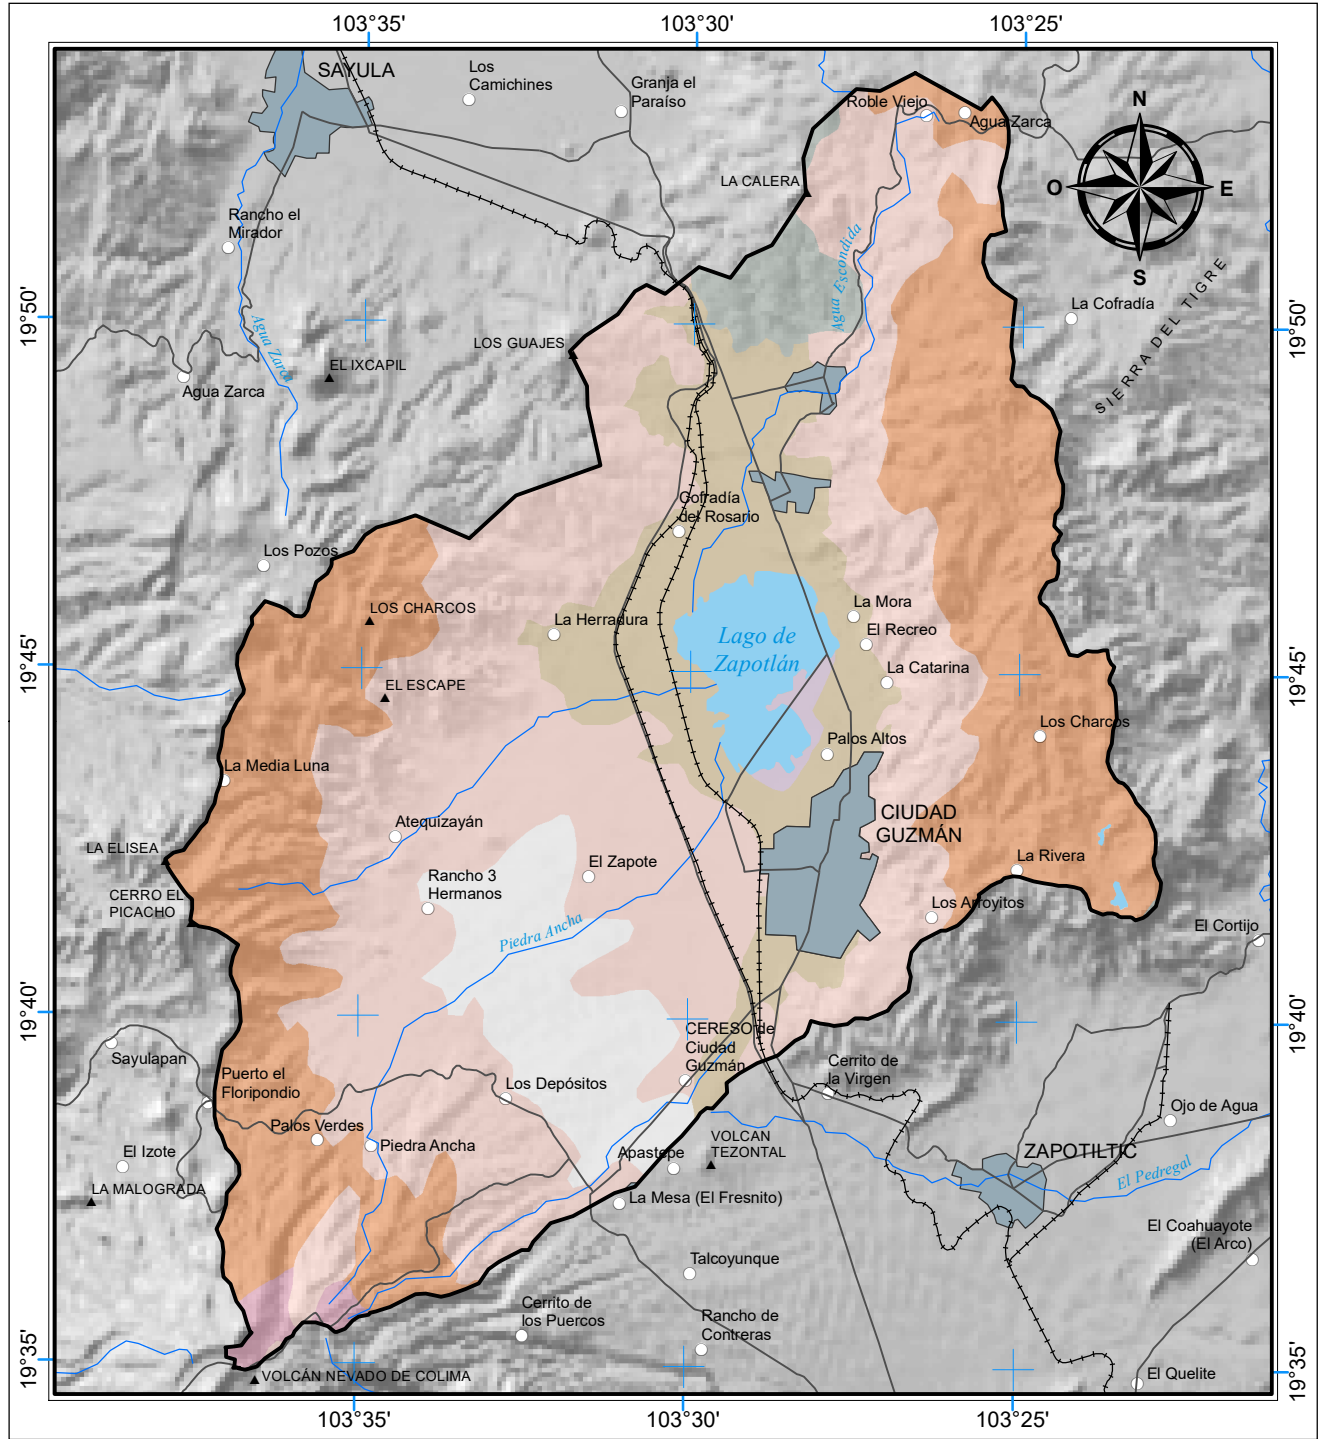 103°35'
103°30'
103°25'
SAYULA
Los
Camichines
Granja el
Paraíso
Roble Viejo
Agua Zarca
N
O
E
S
LA CALERA
Rancho el
Mirador
Agua Escondida
SIERRA DEL TIGRE
La Cofradía
19°50'
19°50'
Agua Zarca
LOS GUAJES
EL IXCAPIL
Agua Zarca
Cofradía
del Rosario
Los Pozos
LOS CHARCOS
La Herradura
La Mora
El Recreo
Lago de
Zapotlán
La Catarina
19°45'
19°45'
EL ESCAPE
Los Charcos
Palos Altos
La Media Luna
Atequizayán
CIUDAD
GUZMÁN
LA ELISEA
El Zapote
La Rivera
Rancho 3
Hermanos
CERRO EL
PICACHO
Los Arroyitos
Piedra Ancha
El Cortijo
19°40'
19°40'
CERESO de
Ciudad
Guzmán
Sayulapan
Cerrito de
la Virgen
Puerto el
Floripondio
Los Depósitos
Ojo de Agua
Palos Verdes
Piedra Ancha
VOLCAN
TEZONTAL
El Izote
Apastepe
ZAPOTILTIC
El Pedregal
LA MALOGRADA
La Mesa (El Fresnito)
El Coahuayote
(El Arco)
Talcoyunque
Cerrito de
los Puercos
Rancho de
Contreras
19°35'
19°35'
VOLCÁN NEVADO DE COLIMA
El Quelite
103°35'
103°30'
103°25'